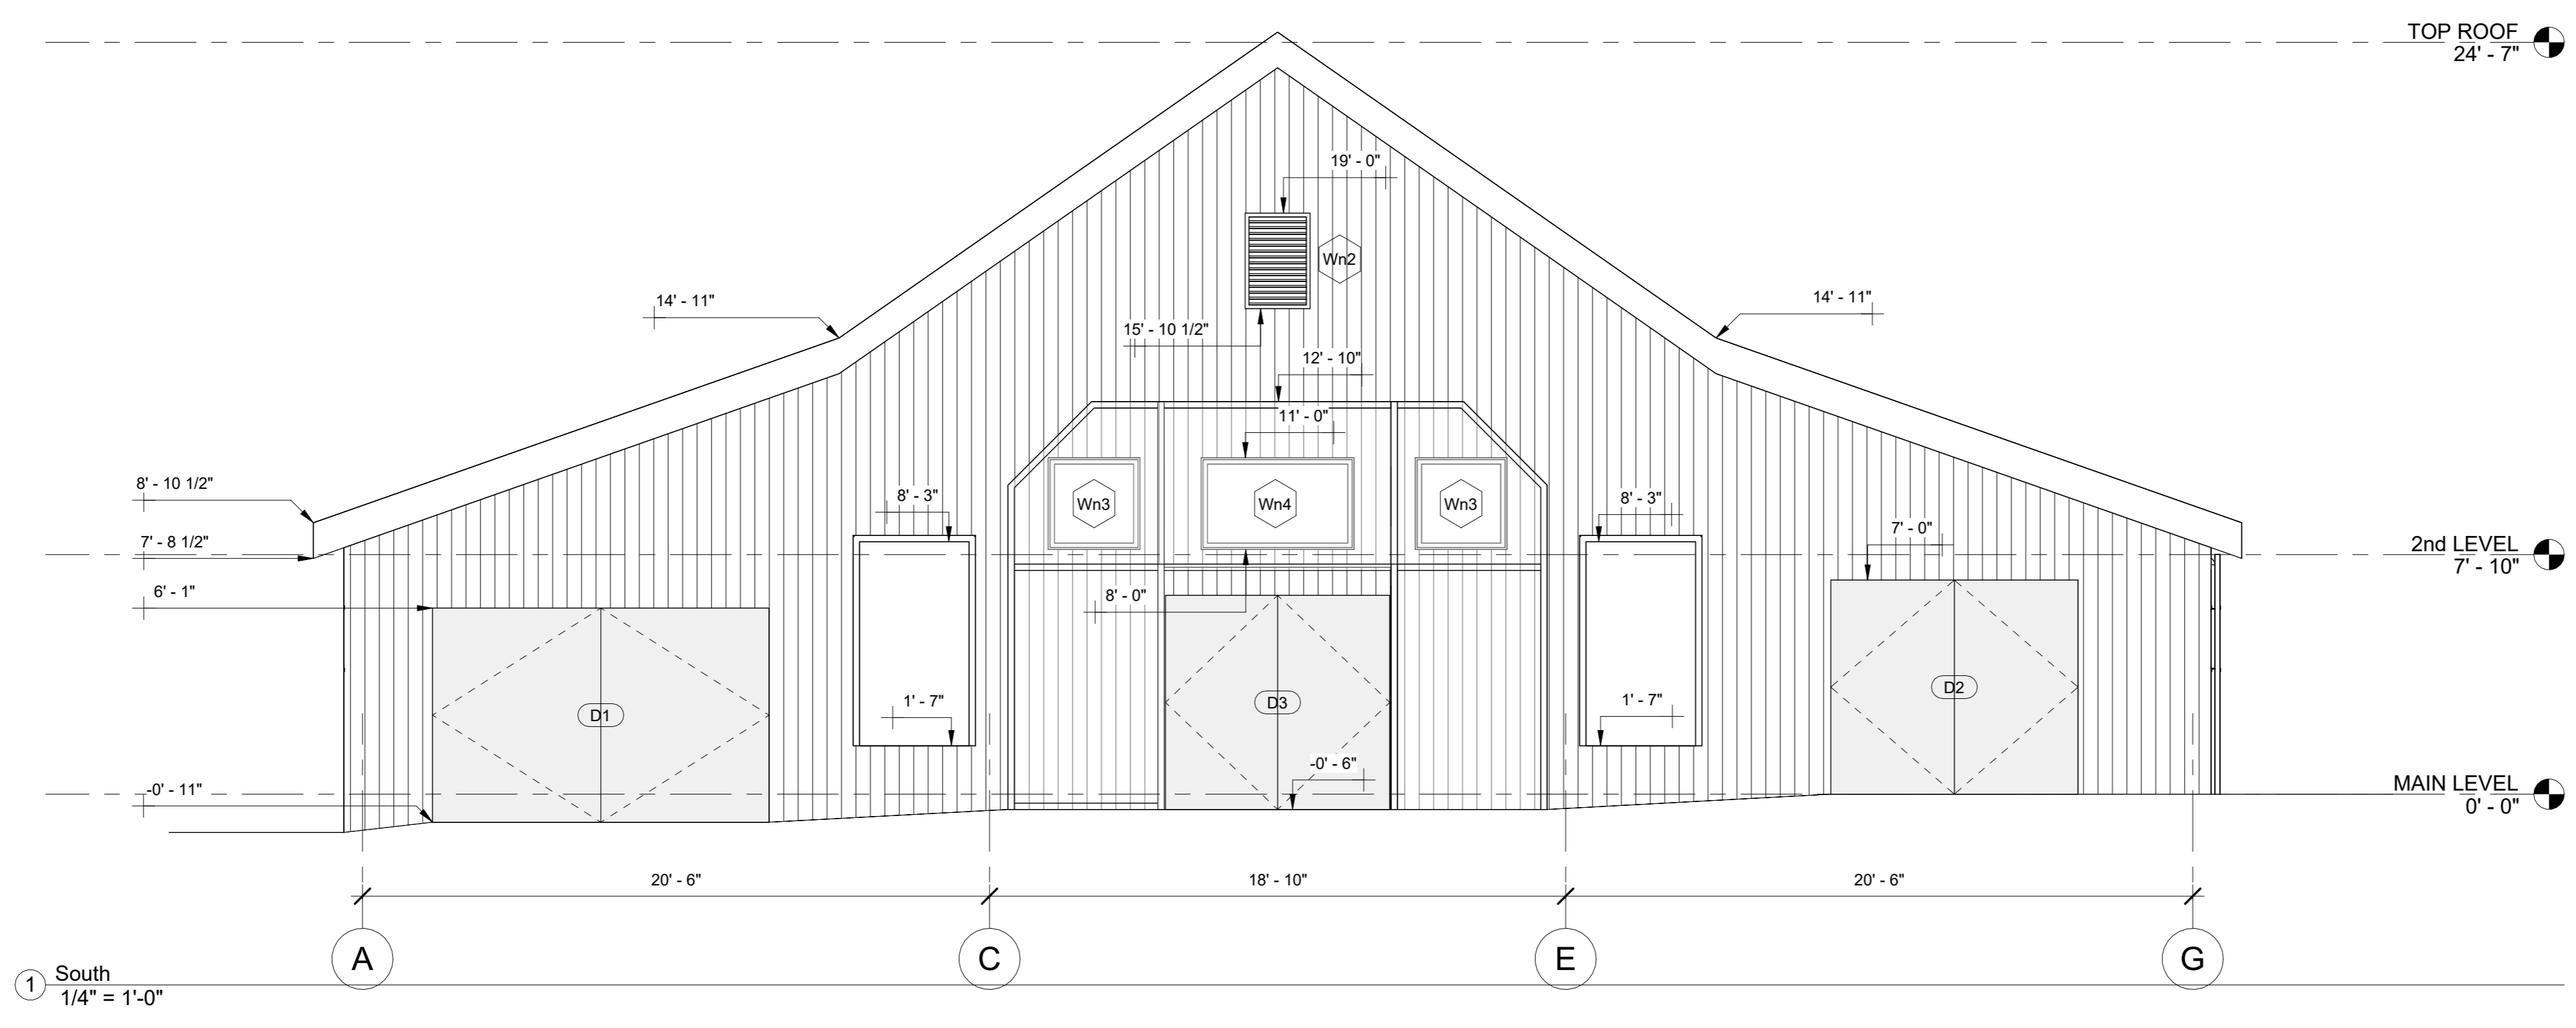 TOP ROOF
24' - 7"
19' - 0"
Wn2
14' - 11"
14' - 11"
15' - 10 1/2"
12' - 10"
11' - 0"
8' - 10 1/2"
8' - 3"
Wn3
Wn4
Wn3
8' - 3"
7' - 0"
7' - 8 1/2"
2nd LEVEL
7' - 10"
6' - 1"
8' - 0"
D1
1' - 7"
D3
1' - 7"
D2
-0' - 6"
-0' - 11"
MAIN LEVEL
0' - 0"
20' - 6"
18' - 10"
20' - 6"
A
C
E
G
1
South
1/4" = 1'-0"